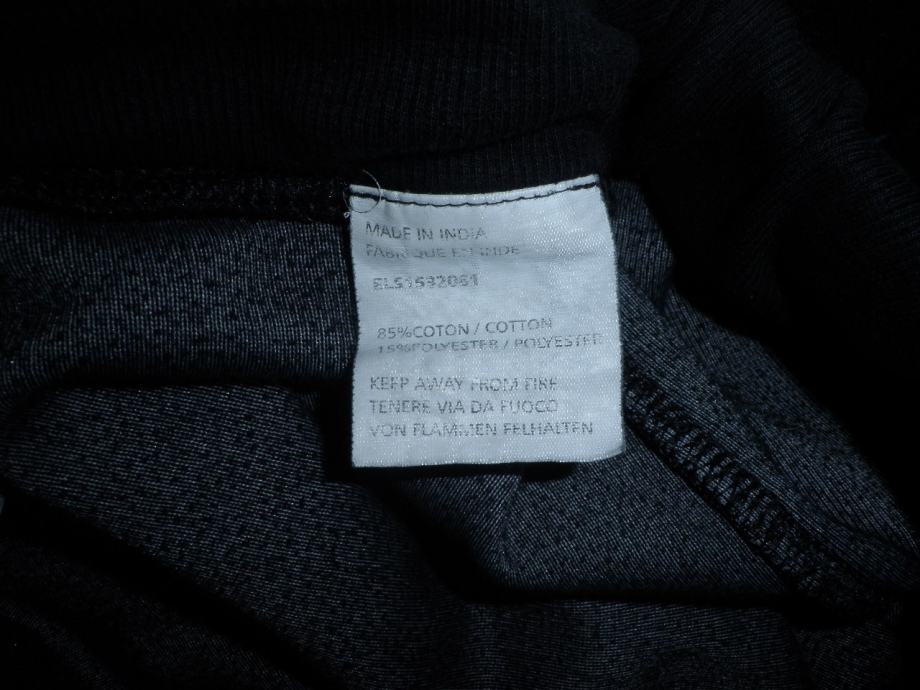 MADE IN INDIA
FABRIQUE EN INDE
ELS1532061
85%COTON / COTTON
15%POLYESTER / POLYESTER
KEEP AWAY FROM FIRE
TENERE VIA DA FUOCO
VON FLAMMEN FELHALTEN